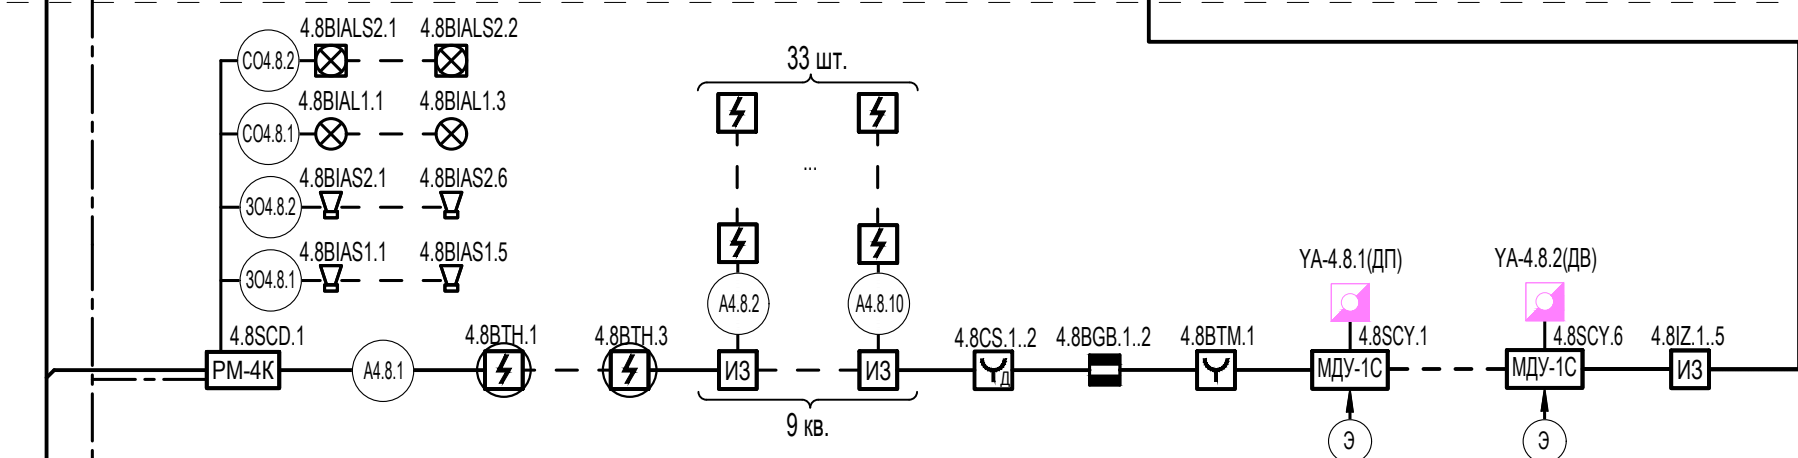 4.8BIALS2.1 4.8BIALS2.2
СО4.8.2
4.8BIAL1.1 4.8BIAL1.3
СО4.8.1
4.8BIAS2.1 4.8BIAS2.6
ЗО4.8.2
4.8BIAS1.1 4.8BIAS1.5
ЗО4.8.1
33 шт.
...
А4.8.2 А4.8.10
YA-4.8.1(ДП) YA-4.8.2(ДВ)
4.8SCD.1 4.8BTH.1 4.8BTH.3 4.8CS.1..2 4.8BGB.1..2 4.8BTM.1 4.8SCY.1 4.8SCY.6 4.8IZ.1..5
РМ-4К А4.8.1 ИЗ ИЗ Д МДУ-1С МДУ-1С ИЗ
9 кв.
Э Э